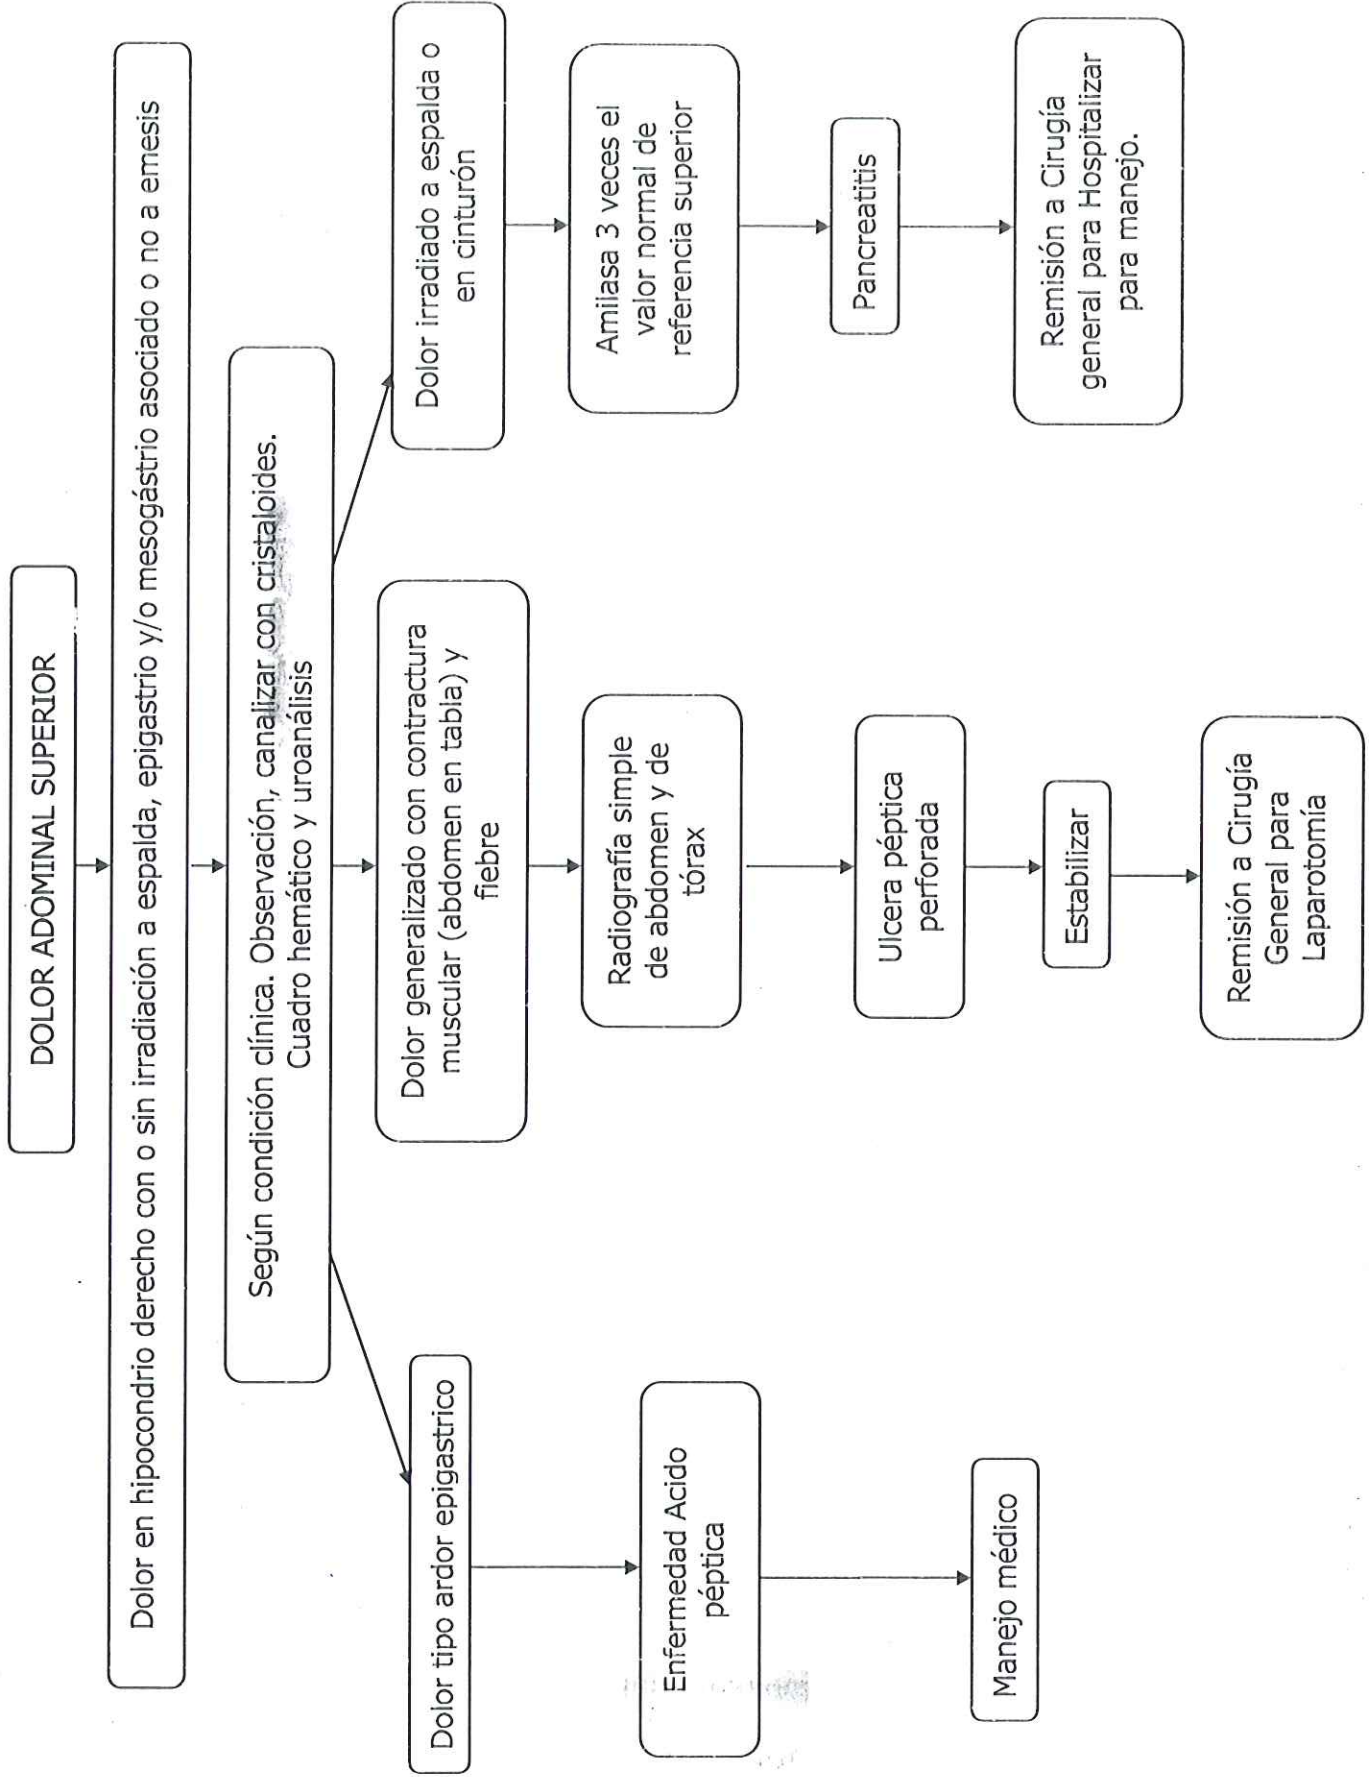 DOLOR ADOMINAL SUPERIOR
Dolor en hipocondrio derecho con o sin irradiación a espalda, epigastrio y/o mesogástrio asociado o no a emesis
Según condición clínica. Observación, canalizar con cristaloides.
Cuadro hemático y uroanálisis
Dolor tipo ardor epigastrico
Enfermedad Acido
péptica
Manejo médico
Dolor generalizado con contractura
muscular (abdomen en tabla) y
fiebre
Radiografía simple
de abdomen y de
tórax
Ulcera péptica
perforada
Estabilizar
Remisión a Cirugía
General para
Laparotomía
Dolor irradiado a espalda o
en cinturón
Amilasa 3 veces el
valor normal de
referencia superior
Pancreatitis
Remisión a Cirugía
general para Hospitalizar
para manejo.